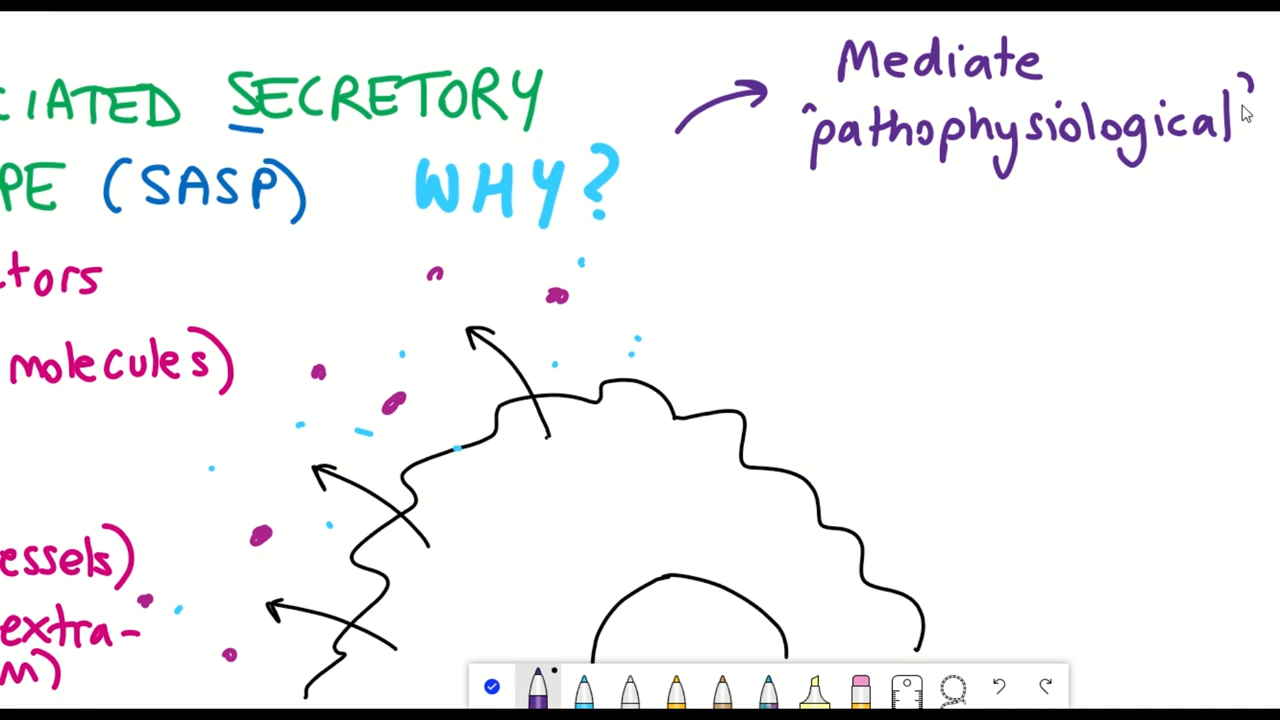 CIATED SECRETORY
PE (SASP)
WHY?
Mediate
"pathophysiological"
ctors
molecules)
essels)
extra-
M)